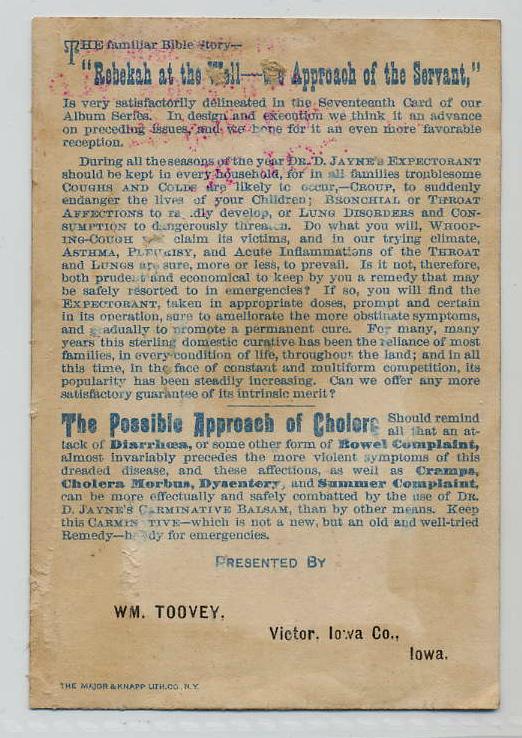 THE familiar Bible Story—
"Rebekah at the Well—the Approach of the Servant,"
Is very satisfactorily delineated in the Seventeenth Card of our
Album Series. In design and execution we think it an advance
on preceding issues, and we hope for it an even more favorable
reception.
During all the seasons of the year DR. D. JAYNE'S EXPECTORANT
should be kept in every household, for in all families troublesome
COUGHS AND COLDS are likely to occur,—CROUP, to suddenly
endanger the lives of your Children; BRONCHIAL or THROAT
AFFECTIONS to readily develop, or LUNG DISORDERS and CON-
SUMPTION to dangerously threaten. Do what you will, WHOOP-
ING-COUGH claim its victims, and in our trying climate,
ASTHMA, PLEURISY, and Acute Inflammations of the THROAT
and LUNGS are sure, more or less, to prevail. Is it not, therefore,
both prudent and economical to keep by you a remedy that may
be safely resorted to in emergencies? If so, you will find the
EXPECTORANT, taken in appropriate doses, prompt and certain
in its operation, sure to ameliorate the more obstinate symptoms,
and gradually to promote a permanent cure. For many, many
years this sterling domestic curative has been the reliance of most
families, in every condition of life, throughout the land; and in all
this time, in the face of constant and multiform competition, its
popularity has been steadily increasing. Can we offer any more
satisfactory guarantee of its intrinsic merit?
The Possible Approach of Cholera Should remind
all that an at-
tack of Diarrhœa, or some other form of Bowel Complaint,
almost invariably precedes the more violent symptoms of this
dreaded disease, and these affections, as well as Cramps,
Cholera Morbus, Dysentery, and Summer Complaint,
can be more effectually and safely combatted by the use of DR.
D. JAYNE'S CARMINATIVE BALSAM, than by other means. Keep
this CARMINATIVE—which is not a new, but an old and well-tried
Remedy—handy for emergencies.
PRESENTED BY
WM. TOOVEY,
Victor, Iowa Co.,
Iowa.
THE MAJOR & KNAPP LITH. CO. N.Y.